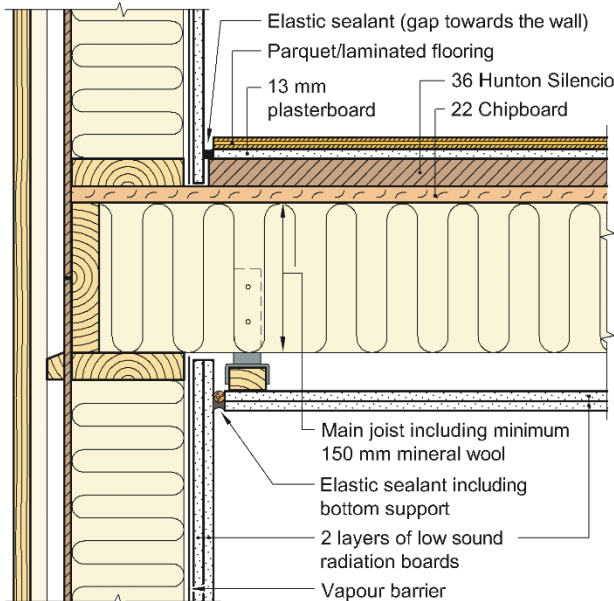 Elastic sealant (gap towards the wall)
Parquet/laminated flooring
13 mm
plasterboard
36 Hunton Silencio
22 Chipboard
Main joist including minimum
150 mm mineral wool
Elastic sealant including
bottom support
2 layers of low sound
radiation boards
Vapour barrier